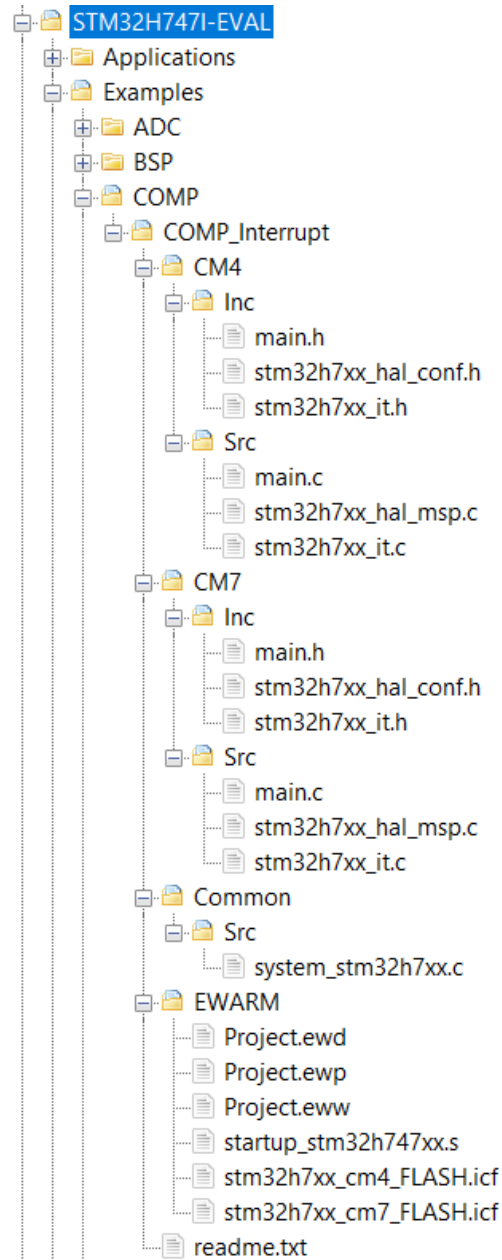 STM32H747I-EVAL
Applications
Examples
ADC
BSP
COMP
COMP_Interrupt
CM4
Inc
main.h
stm32h7xx_hal_conf.h
stm32h7xx_it.h
Src
main.c
stm32h7xx_hal_msp.c
stm32h7xx_it.c
CM7
Inc
main.h
stm32h7xx_hal_conf.h
stm32h7xx_it.h
Src
main.c
stm32h7xx_hal_msp.c
stm32h7xx_it.c
Common
Src
system_stm32h7xx.c
EWARM
Project.ewd
Project.ewp
Project.eww
startup_stm32h747xx.s
stm32h7xx_cm4_FLASH.icf
stm32h7xx_cm7_FLASH.icf
readme.txt